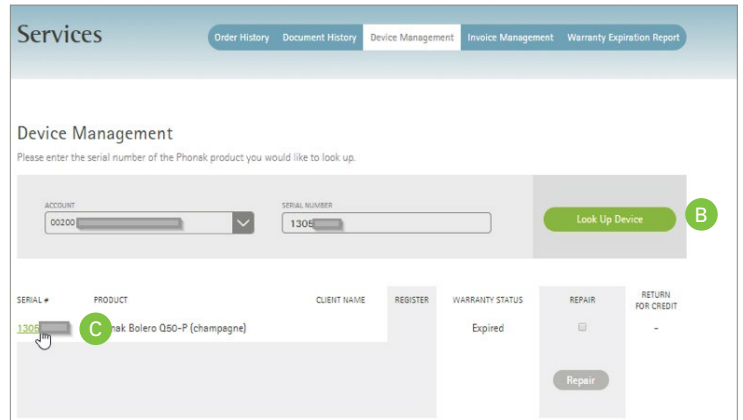 Services
Order History Document History Device Management Invoice Management Warranty Expiration Report
Device Management
Please enter the serial number of the Phonak product you would like to look up.
ACCOUNT SERIAL NUMBER
00200 1305 Look Up Device B
SERIAL # PRODUCT CLIENT NAME REGISTER WARRANTY STATUS REPAIR RETURN FOR CREDIT
1305 C nak Bolero Q50-P (champagne) Expired -
Repair